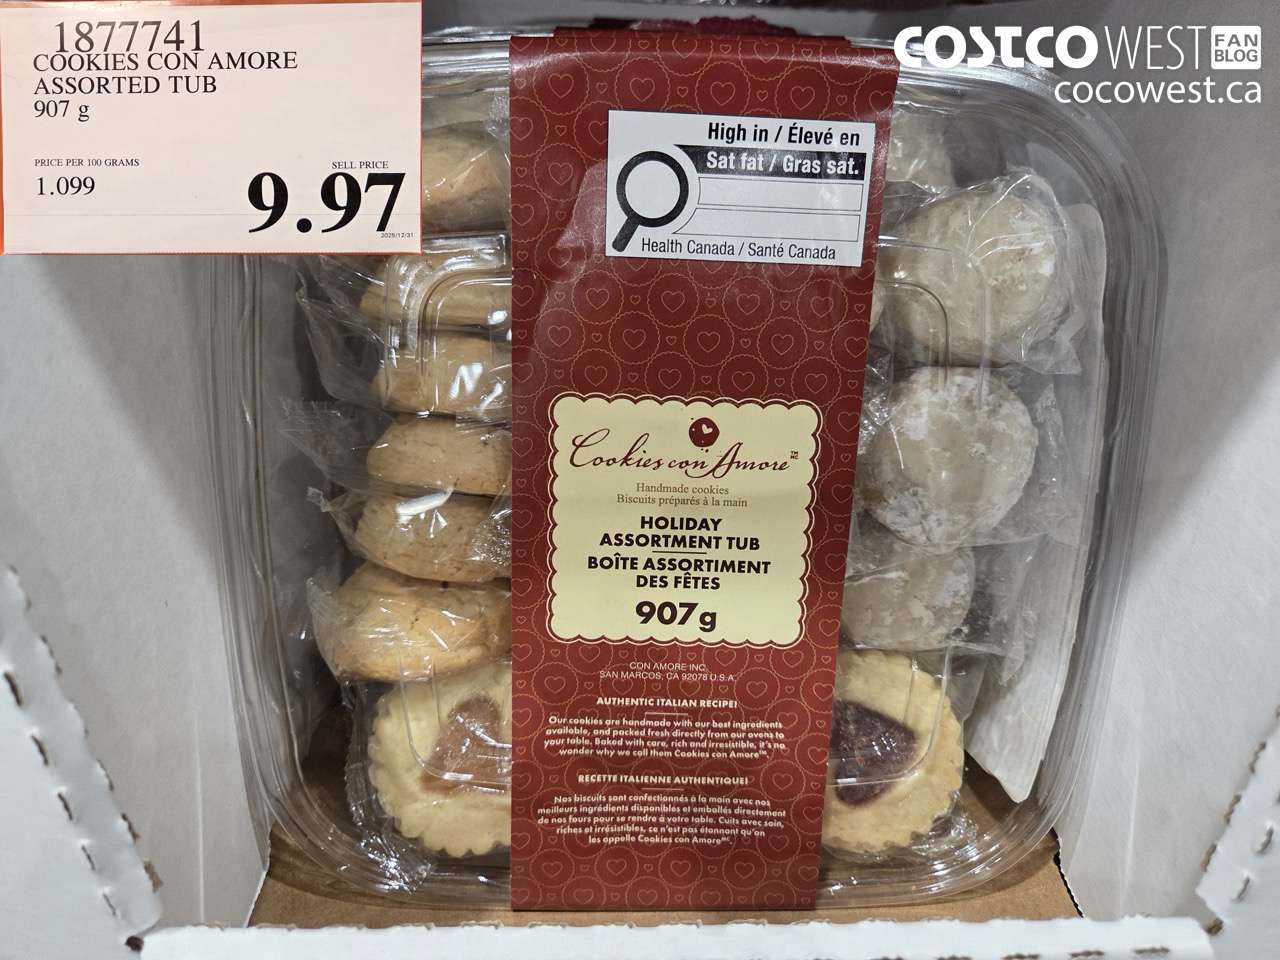 1877741
COOKIES CON AMORE
ASSORTED TUB
907 g
PRICE PER 100 GRAMS
1.099
SELL PRICE
9.97
2025/12/31
COSTCO WEST FAN BLOG
cocowest.ca
High in / Élevé en
Sat fat / Gras sat.
Health Canada / Santé Canada
Cookies con Amore TM MC
Handmade cookies
Biscuits préparés à la main
HOLIDAY
ASSORTMENT TUB
BOÎTE ASSORTIMENT
DES FÊTES
907g
CON AMORE INC.
SAN MARCOS, CA 92078 U.S.A.
AUTHENTIC ITALIAN RECIPE!
Our cookies are handmade with our best ingredients
available, and packed fresh directly from our ovens to
your table. Baked with care, rich and irresistible, it's no
wonder why we call them Cookies con Amore™.
RECETTE ITALIENNE AUTHENTIQUE!
Nos biscuits sont confectionnés à la main avec nos
meilleurs ingrédients disponibles et emballés directement
de nos fours pour se rendre à votre table. Cuits avec soin,
riches et irrésistibles, ce n'est pas étonnant qu'on
les appelle Cookies con Amore MC.